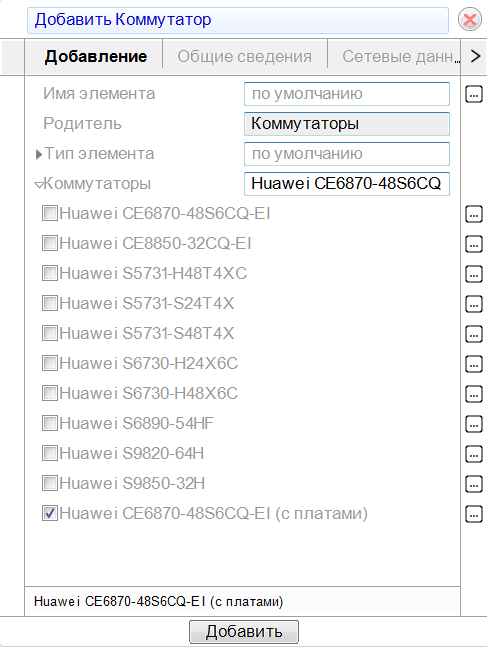 Добавить Коммутатор
Добавление Общие сведения Сетевые данн...
Имя элемента по умолчанию ...
Родитель Коммутаторы
Тип элемента по умолчанию
Коммутаторы Huawei CE6870-48S6CQ
Huawei CE6870-48S6CQ-EI ...
Huawei CE8850-32CQ-EI ...
Huawei S5731-H48T4XC ...
Huawei S5731-S24T4X ...
Huawei S5731-S48T4X ...
Huawei S6730-H24X6C ...
Huawei S6730-H48X6C ...
Huawei S6890-54HF ...
Huawei S9820-64H ...
Huawei S9850-32H ...
Huawei CE6870-48S6CQ-EI (с платами) ...
Huawei CE6870-48S6CQ-EI (с платами)
Добавить